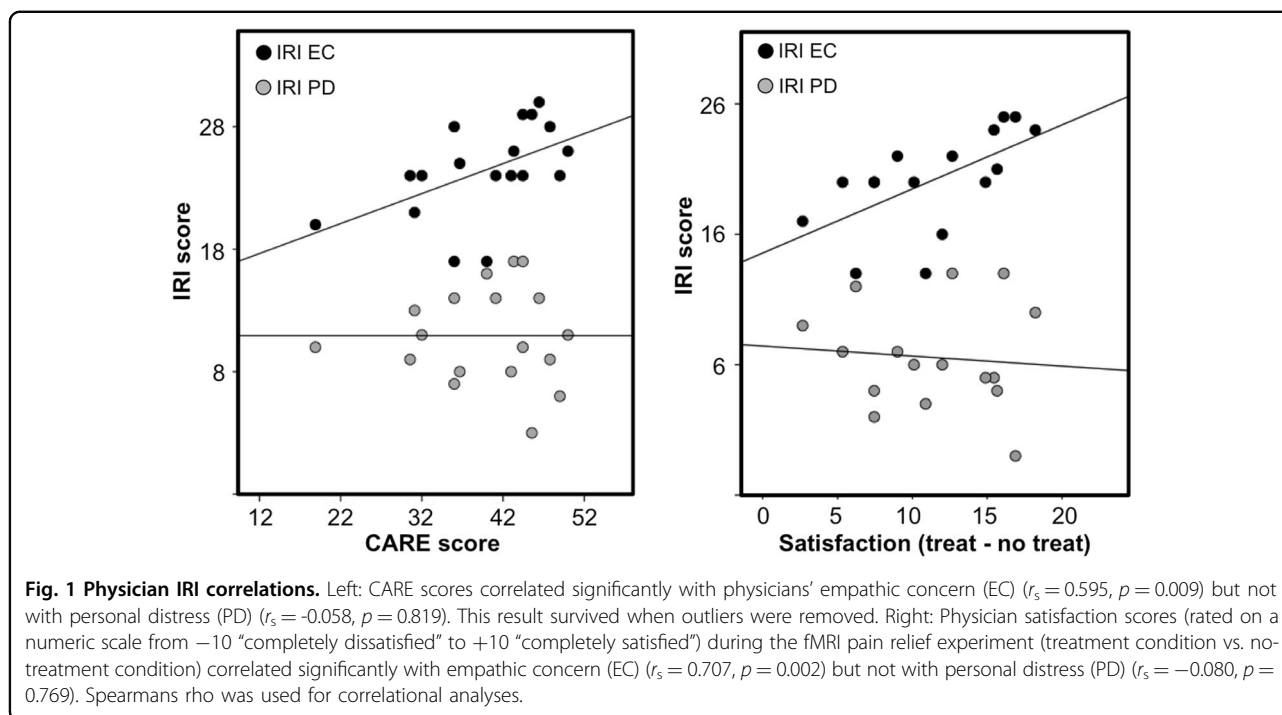 IRI EC
IRI PD
28
18
8
IRI score
12 22 32 42 52
CARE score
IRI EC
IRI PD
26
16
6
IRI score
0 5 10 15 20
Satisfaction (treat - no treat)
Fig. 1 Physician IRI correlations. Left: CARE scores correlated significantly with physicians’ empathic concern (EC) (rs = 0.595, p = 0.009) but not
with personal distress (PD) (rs = -0.058, p = 0.819). This result survived when outliers were removed. Right: Physician satisfaction scores (rated on a
numeric scale from −10 “completely dissatisfied” to +10 “completely satisfied”) during the fMRI pain relief experiment (treatment condition vs. no-
treatment condition) correlated significantly with empathic concern (EC) (rs = 0.707, p = 0.002) but not with personal distress (PD) (rs = −0.080, p =
0.769). Spearmans rho was used for correlational analyses.